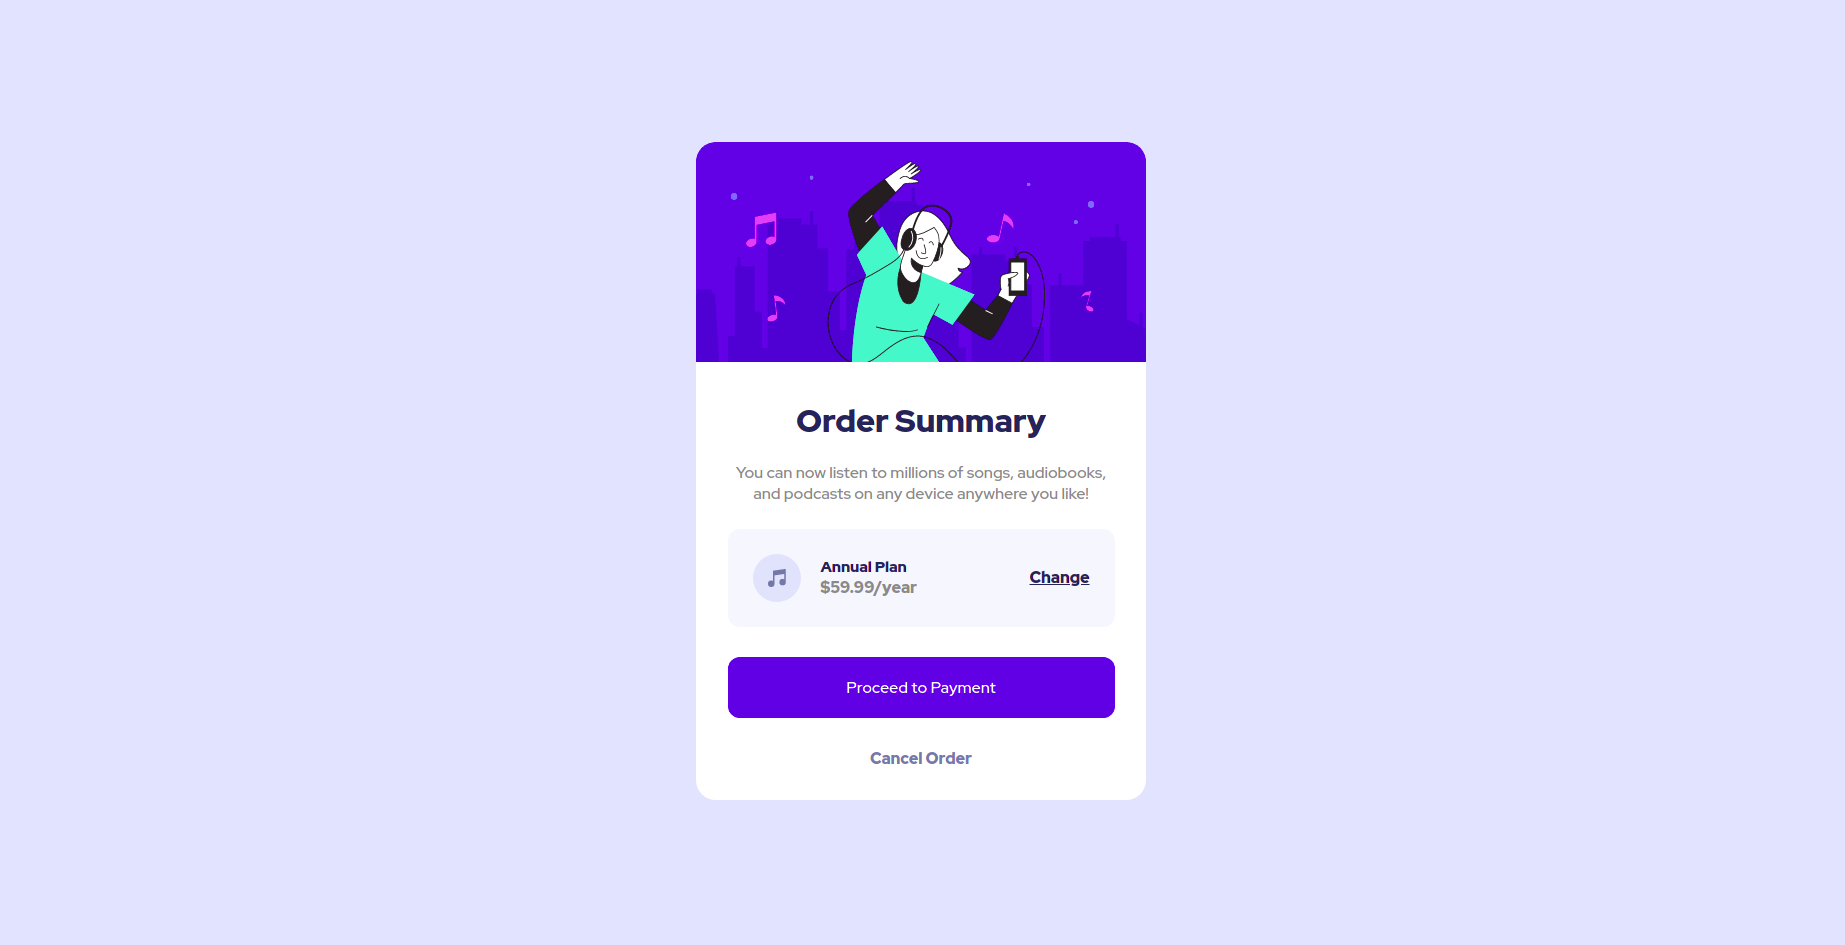 Order Summary
You can now listen to millions of songs, audiobooks,
and podcasts on any device anywhere you like!
Annual Plan
$59.99/year
Change
Proceed to Payment
Cancel Order